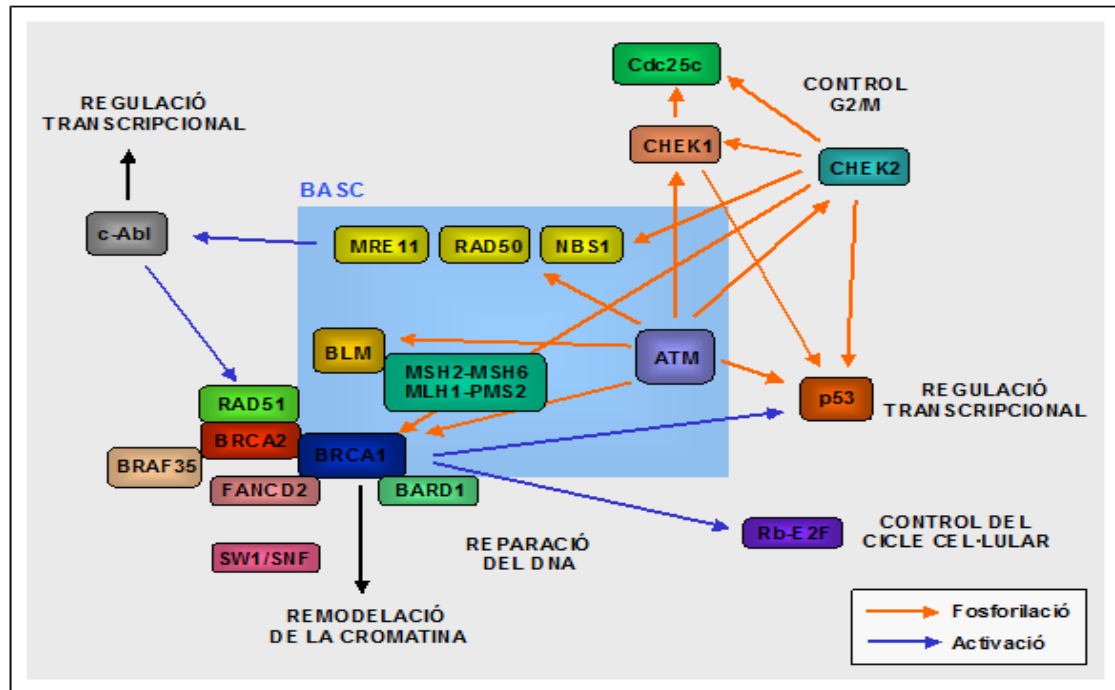 Cdc25c
CONTROL
G2/M
REGULACIÓ
TRANSCRIPCIONAL
CHEK1
CHEK2
BASC
c-Abl
MRE11
RAD50
NBS1
BLM
MSH2-MSH6
MLH1-PMS2
ATM
RAD51
p53
REGULACIÓ
TRANSCRIPCIONAL
BRCA2
BRCA1
BRAF35
FANCD2
BARD1
Rb-E2F
CONTROL DEL
CICLE CEL·LULAR
SW1/SNF
REPARACIÓ
DEL DNA
REMODELACIÓ
DE LA CROMATINA
Fosforilació
Activació